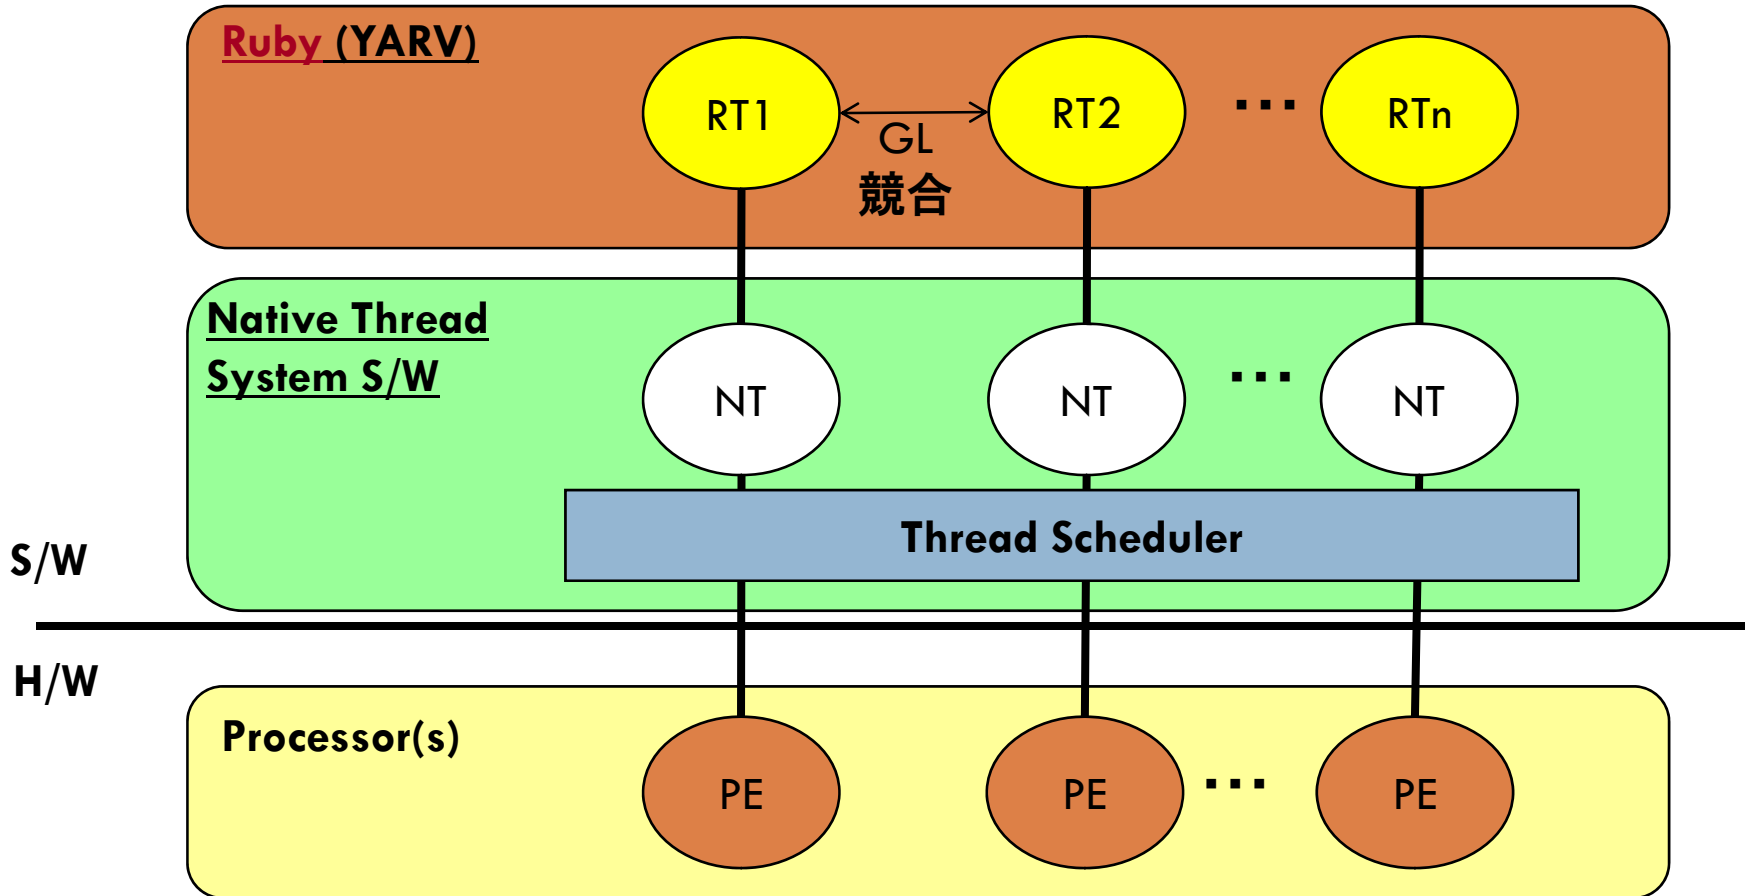 Ruby (YARV)
RT1
GL
競合
RT2
...
RTn
Native Thread
System S/W
NT
NT
...
NT
Thread Scheduler
S/W
H/W
Processor(s)
PE
PE
...
PE